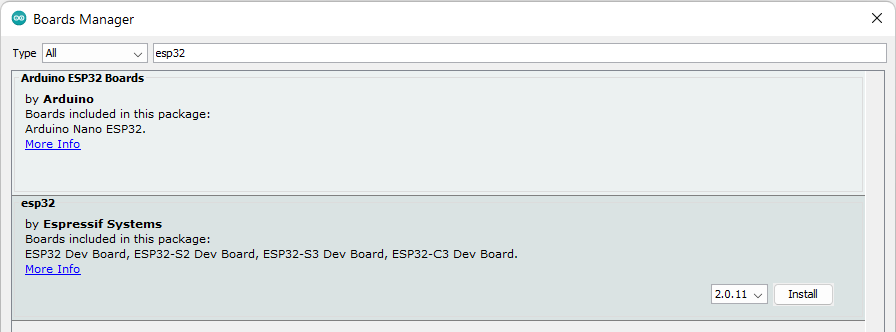 Boards Manager
Type All esp32
Arduino ESP32 Boards
by Arduino
Boards included in this package:
Arduino Nano ESP32.
More Info
esp32
by Espressif Systems
Boards included in this package:
ESP32 Dev Board, ESP32-S2 Dev Board, ESP32-S3 Dev Board, ESP32-C3 Dev Board.
More Info
2.0.11 Install